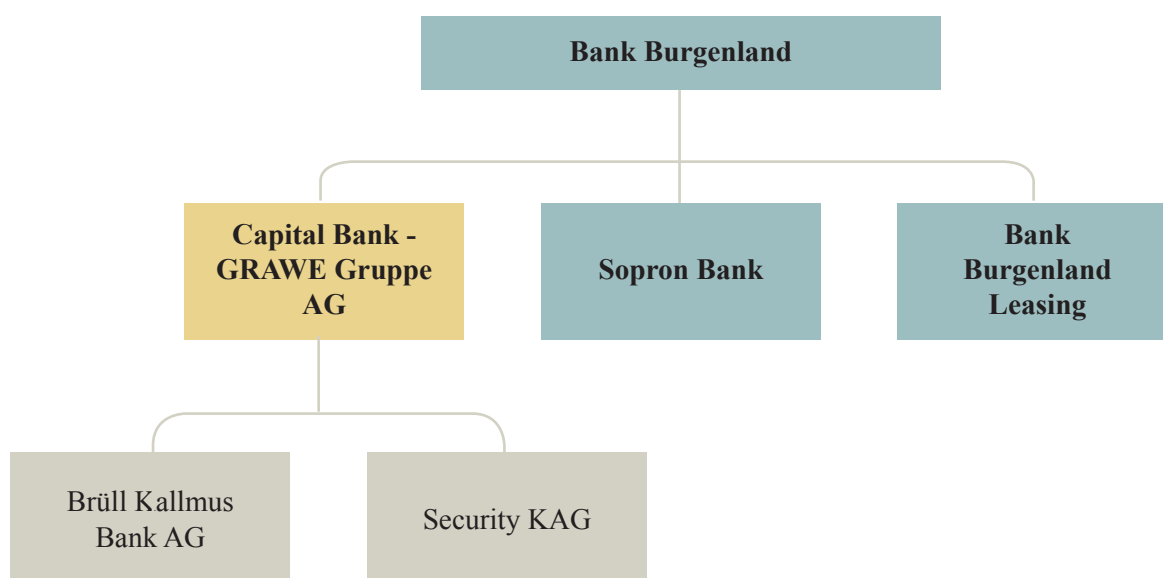 Bank Burgenland
Capital Bank -
GRAWE Gruppe
AG
Sopron Bank
Bank
Burgenland
Leasing
Brüll Kallmus
Bank AG
Security KAG